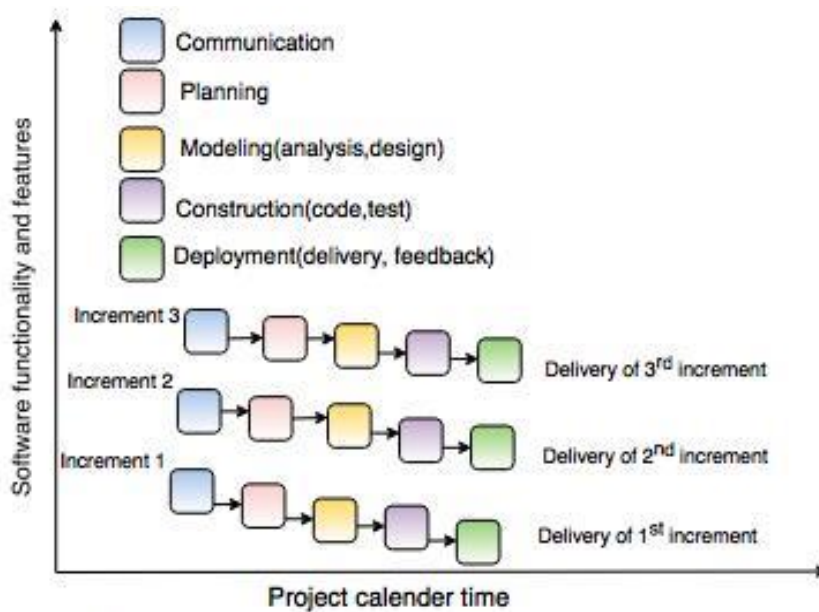 Communication
Planning
Modeling(analysis,design)
Construction(code,test)
Deployment(delivery, feedback)
Software functionality and features
Increment 3
Delivery of 3rd increment
Increment 2
Delivery of 2nd increment
Increment 1
Delivery of 1st increment
Project calender time